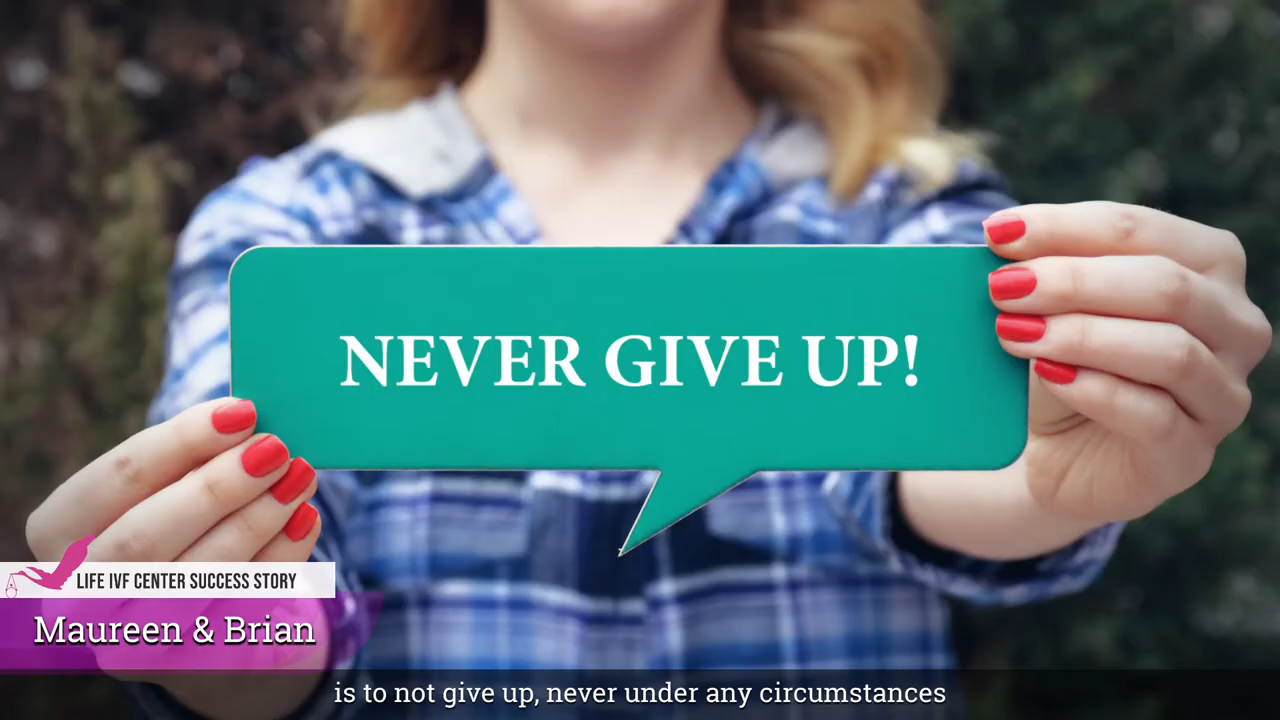 NEVER GIVE UP!
LIFE IVF CENTER SUCCESS STORY
Maureen & Brian
is to not give up, never under any circumstances